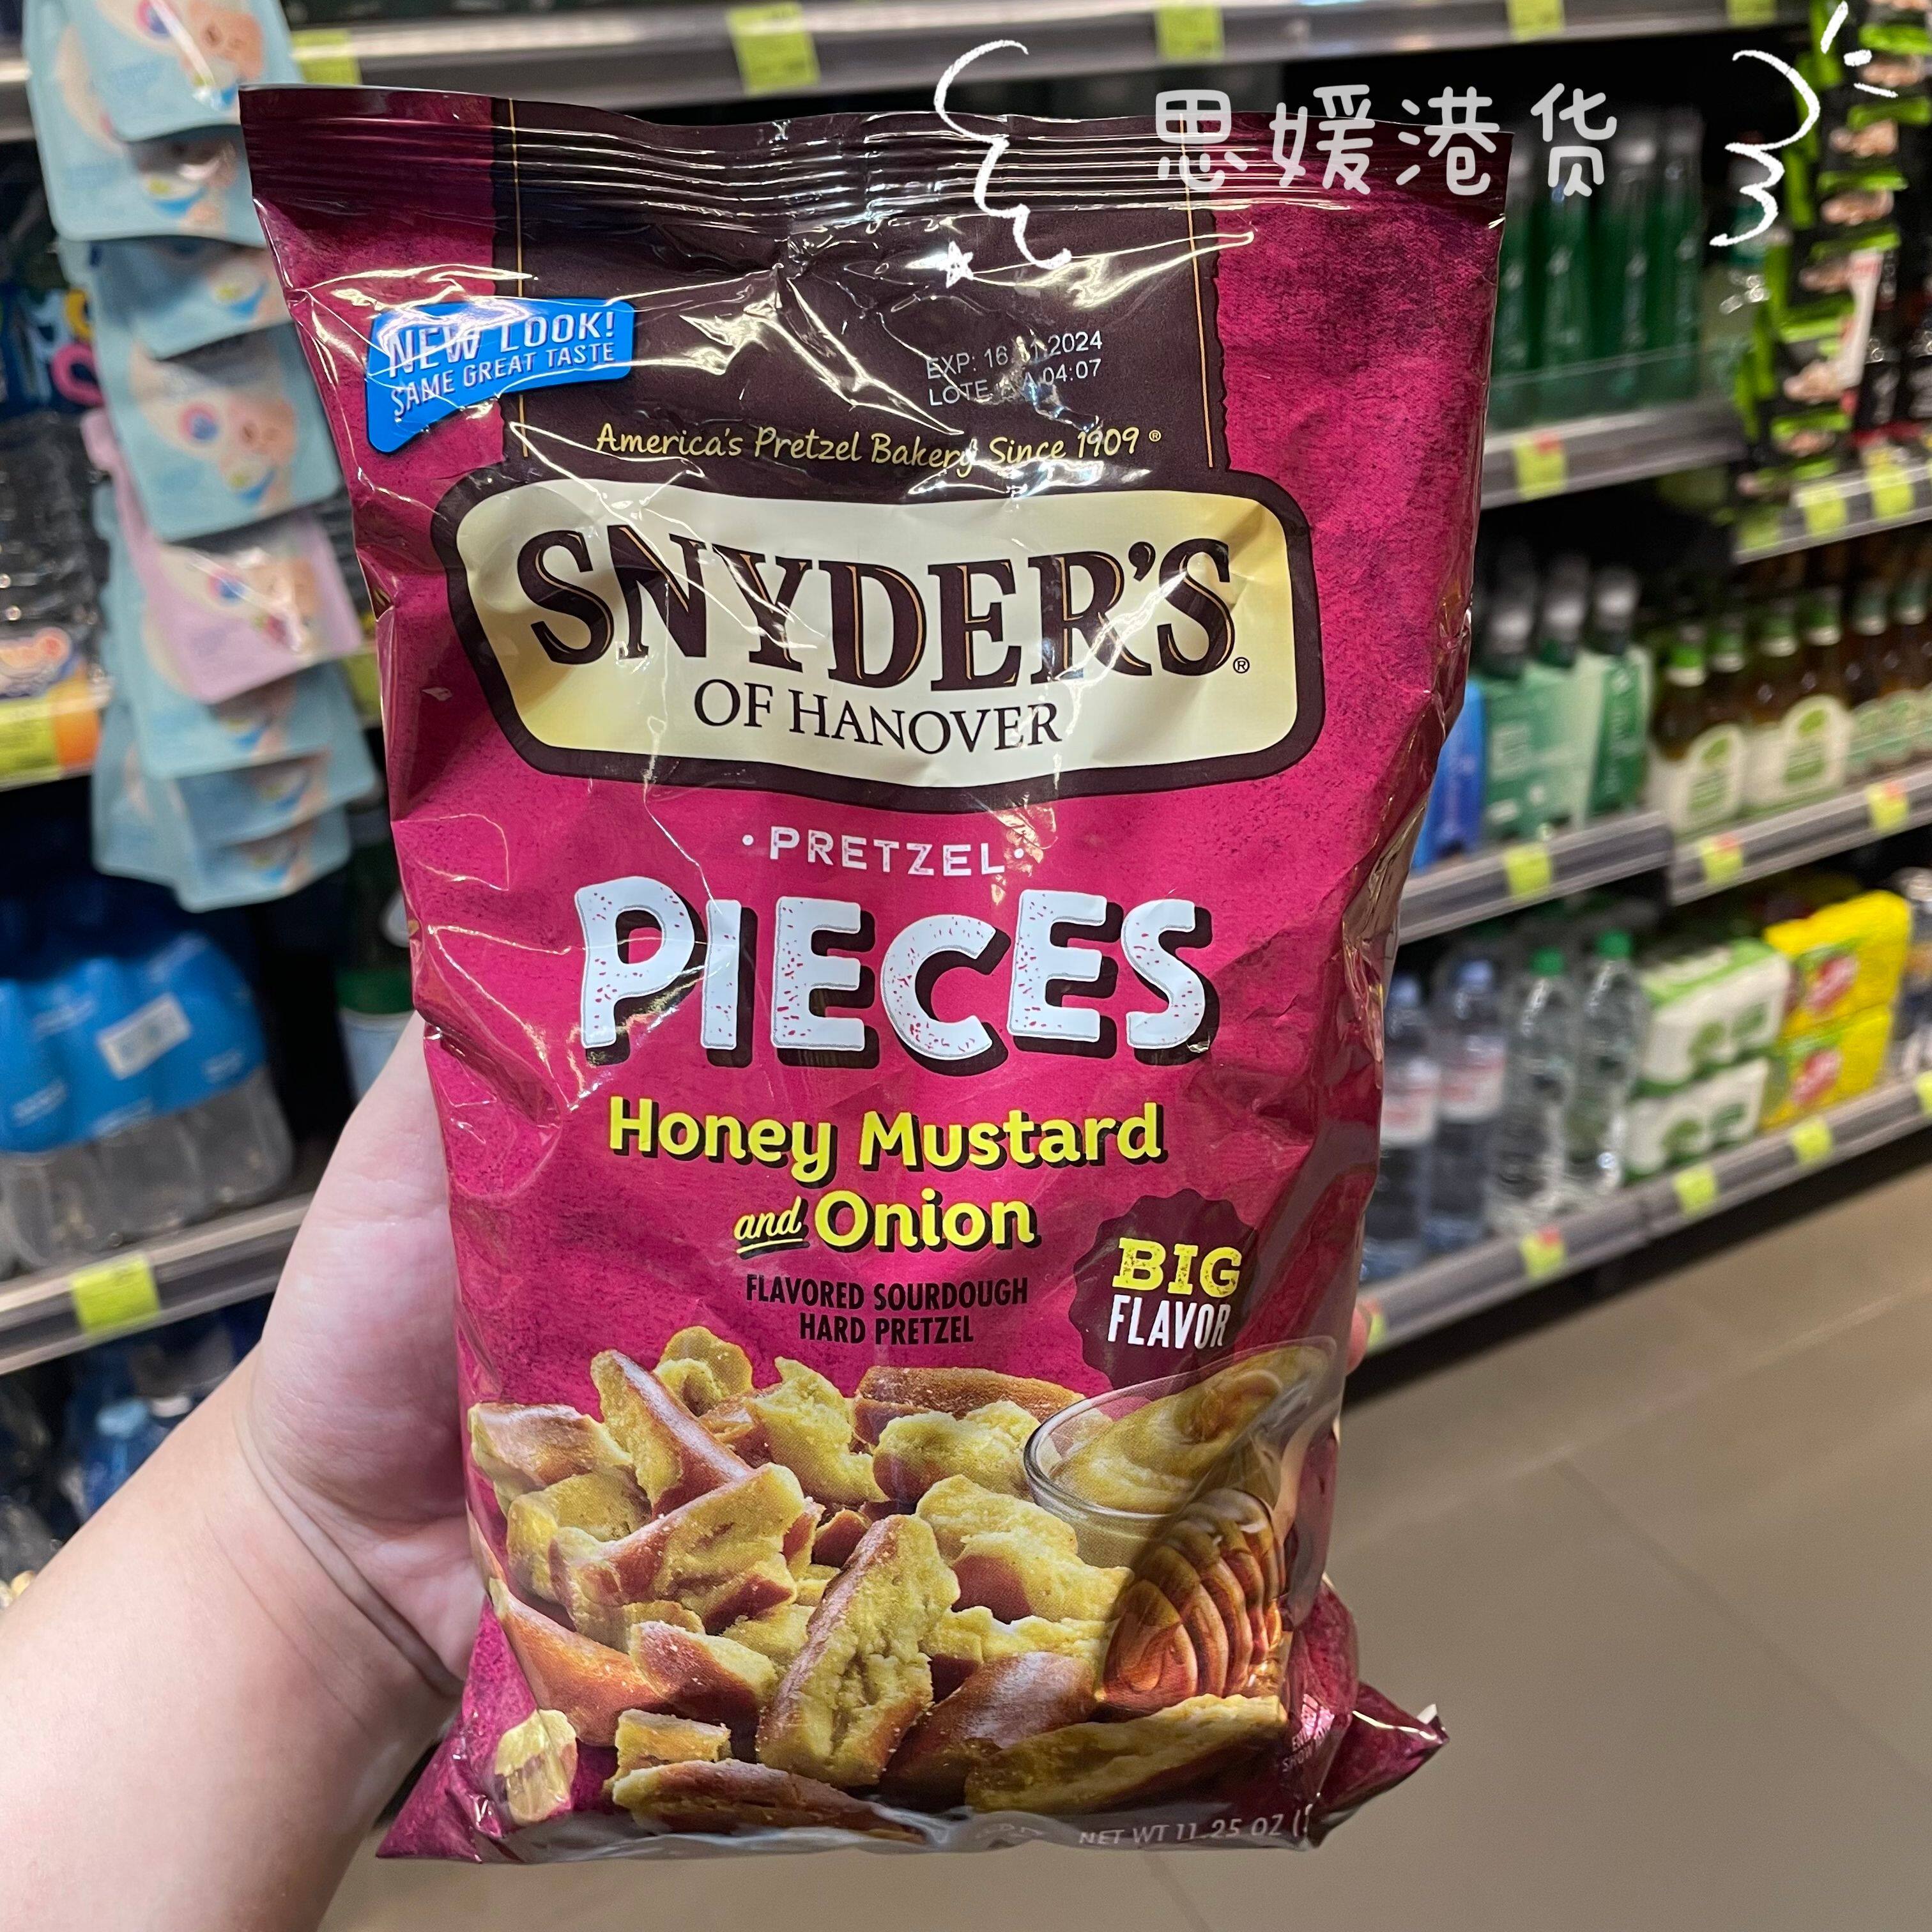 思媛港货
NEW LOOK!
SAME GREAT TASTE
EXP: 2024
LOTE 04:07
America's Pretzel Bakery Since 1909 ®
SNYDER'S ®
OF HANOVER
• PRETZEL •
PIECES
Honey Mustard
and Onion
FLAVORED SOURDOUGH
HARD PRETZEL
BIG
FLAVOR
NET WT 11.25 OZ